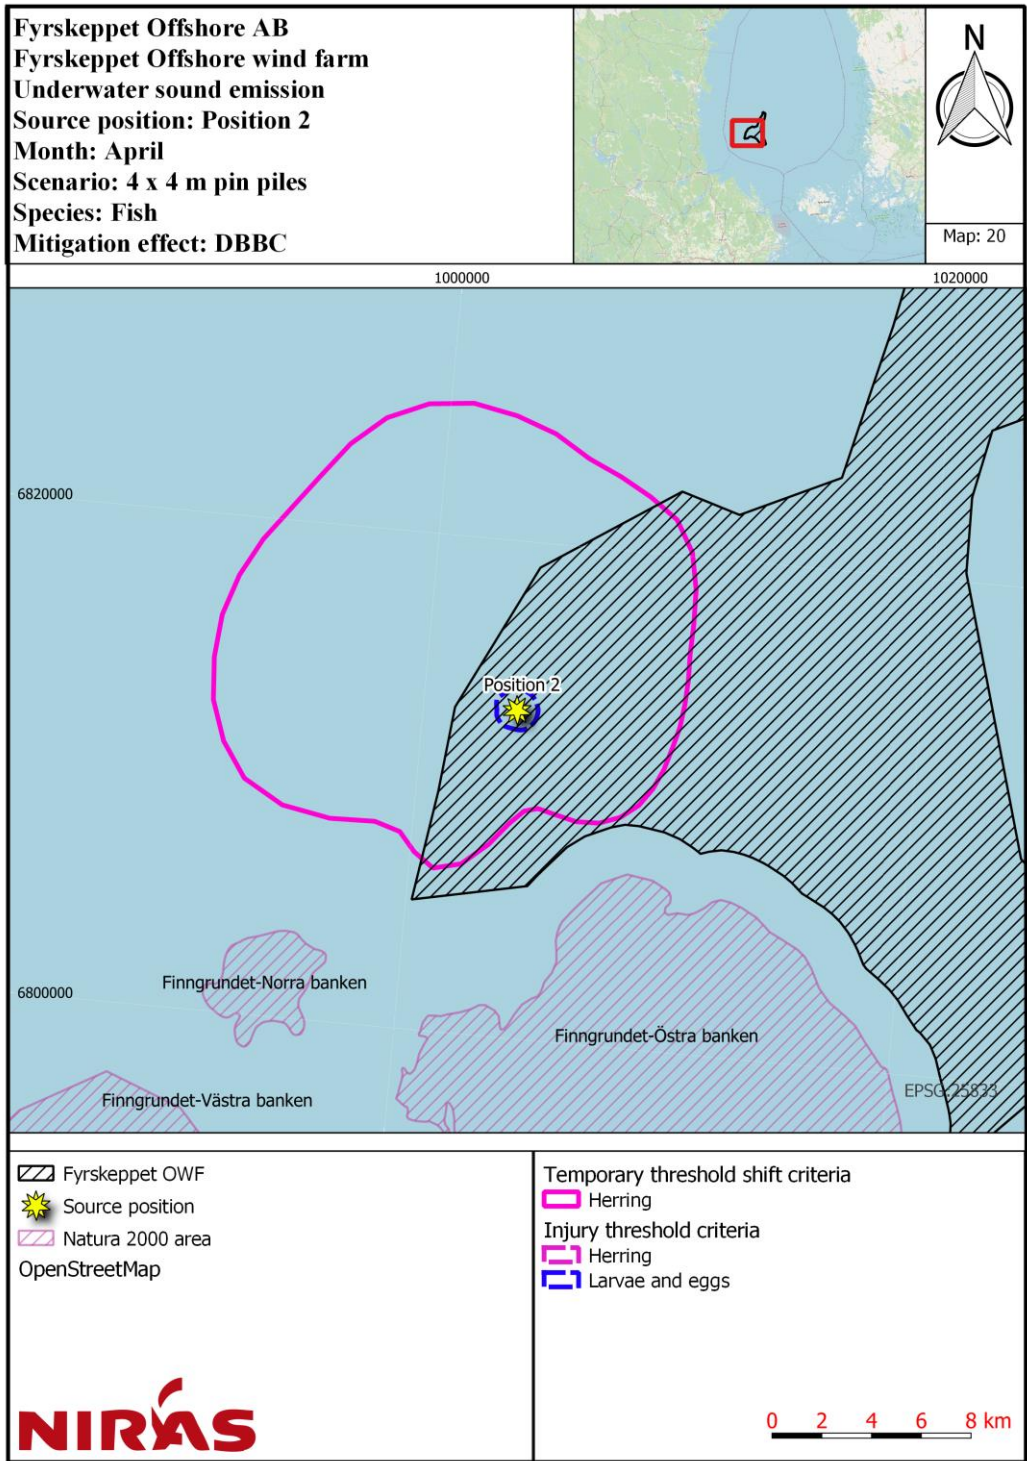 Fyrskeppet Offshore AB
Fyrskeppet Offshore wind farm
Underwater sound emission
Source position: Position 2
Month: April
Scenario: 4 x 4 m pin piles
Species: Fish
Mitigation effect: DBBC
N
Map: 20
1000000
1020000
6820000
Position 2
6800000
Finngrundet-Norra banken
Finngrundet-Östra banken
Finngrundet-Västra banken
EPSG:25833
Fyrskeppet OWF
Source position
Natura 2000 area
OpenStreetMap
Temporary threshold shift criteria
Herring
Injury threshold criteria
Herring
Larvae and eggs
NIRAS
0 2 4 6 8 km